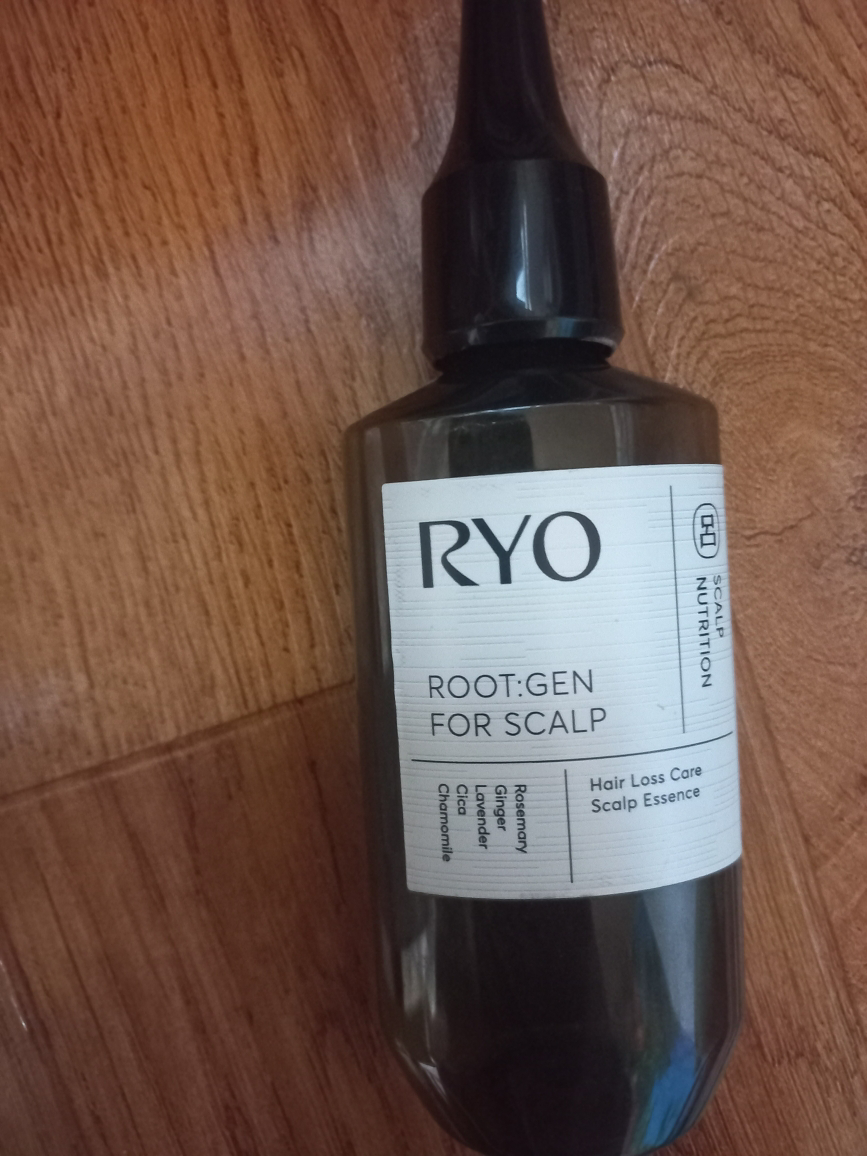 RYO
SCALP
NUTRITION
ROOT:GEN
FOR SCALP
Rosemary
Ginger
Lavender
Cica
Chamomile
Hair Loss Care
Scalp Essence